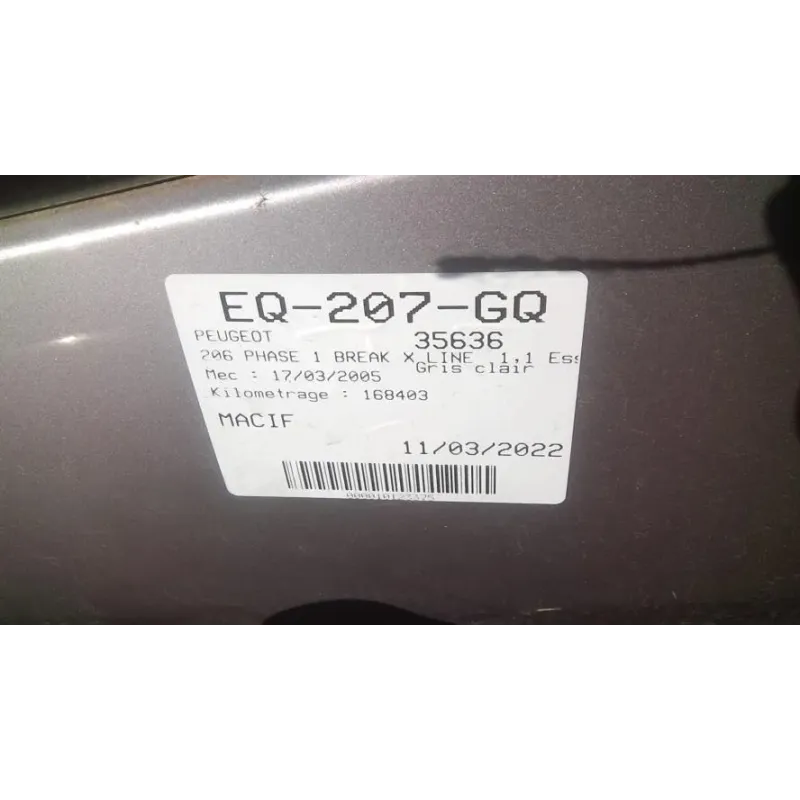 EQ-207-GQ
PEUGEOT 35636
206 PHASE 1 BREAK X LINE 1.1 Ess
Gris clair
Mec : 17/03/2005
Kilometrage : 168403
MACIF
11/03/2022